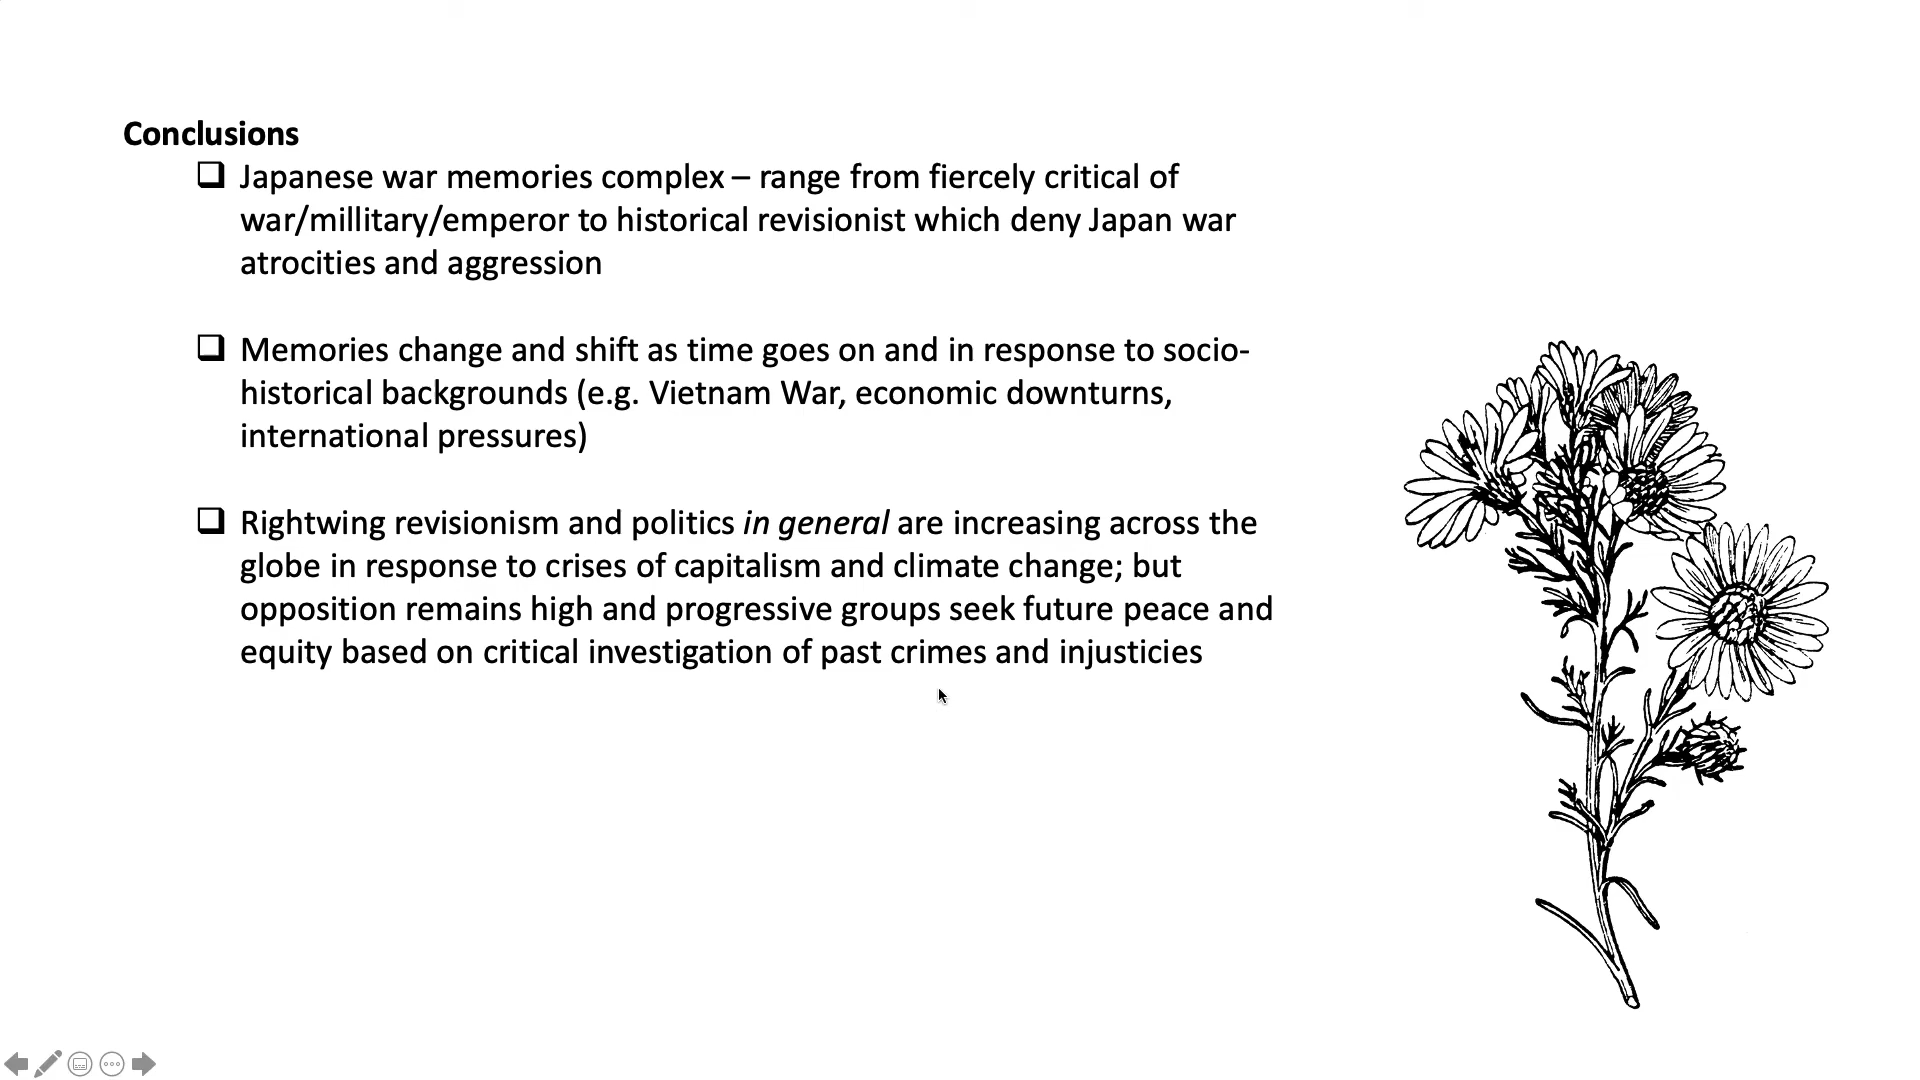 Conclusions
❑ Japanese war memories complex – range from fiercely critical of
war/millitary/emperor to historical revisionist which deny Japan war
atrocities and aggression
❑ Memories change and shift as time goes on and in response to socio-
historical backgrounds (e.g. Vietnam War, economic downturns,
international pressures)
❑ Rightwing revisionism and politics in general are increasing across the
globe in response to crises of capitalism and climate change; but
opposition remains high and progressive groups seek future peace and
equity based on critical investigation of past crimes and injusticies